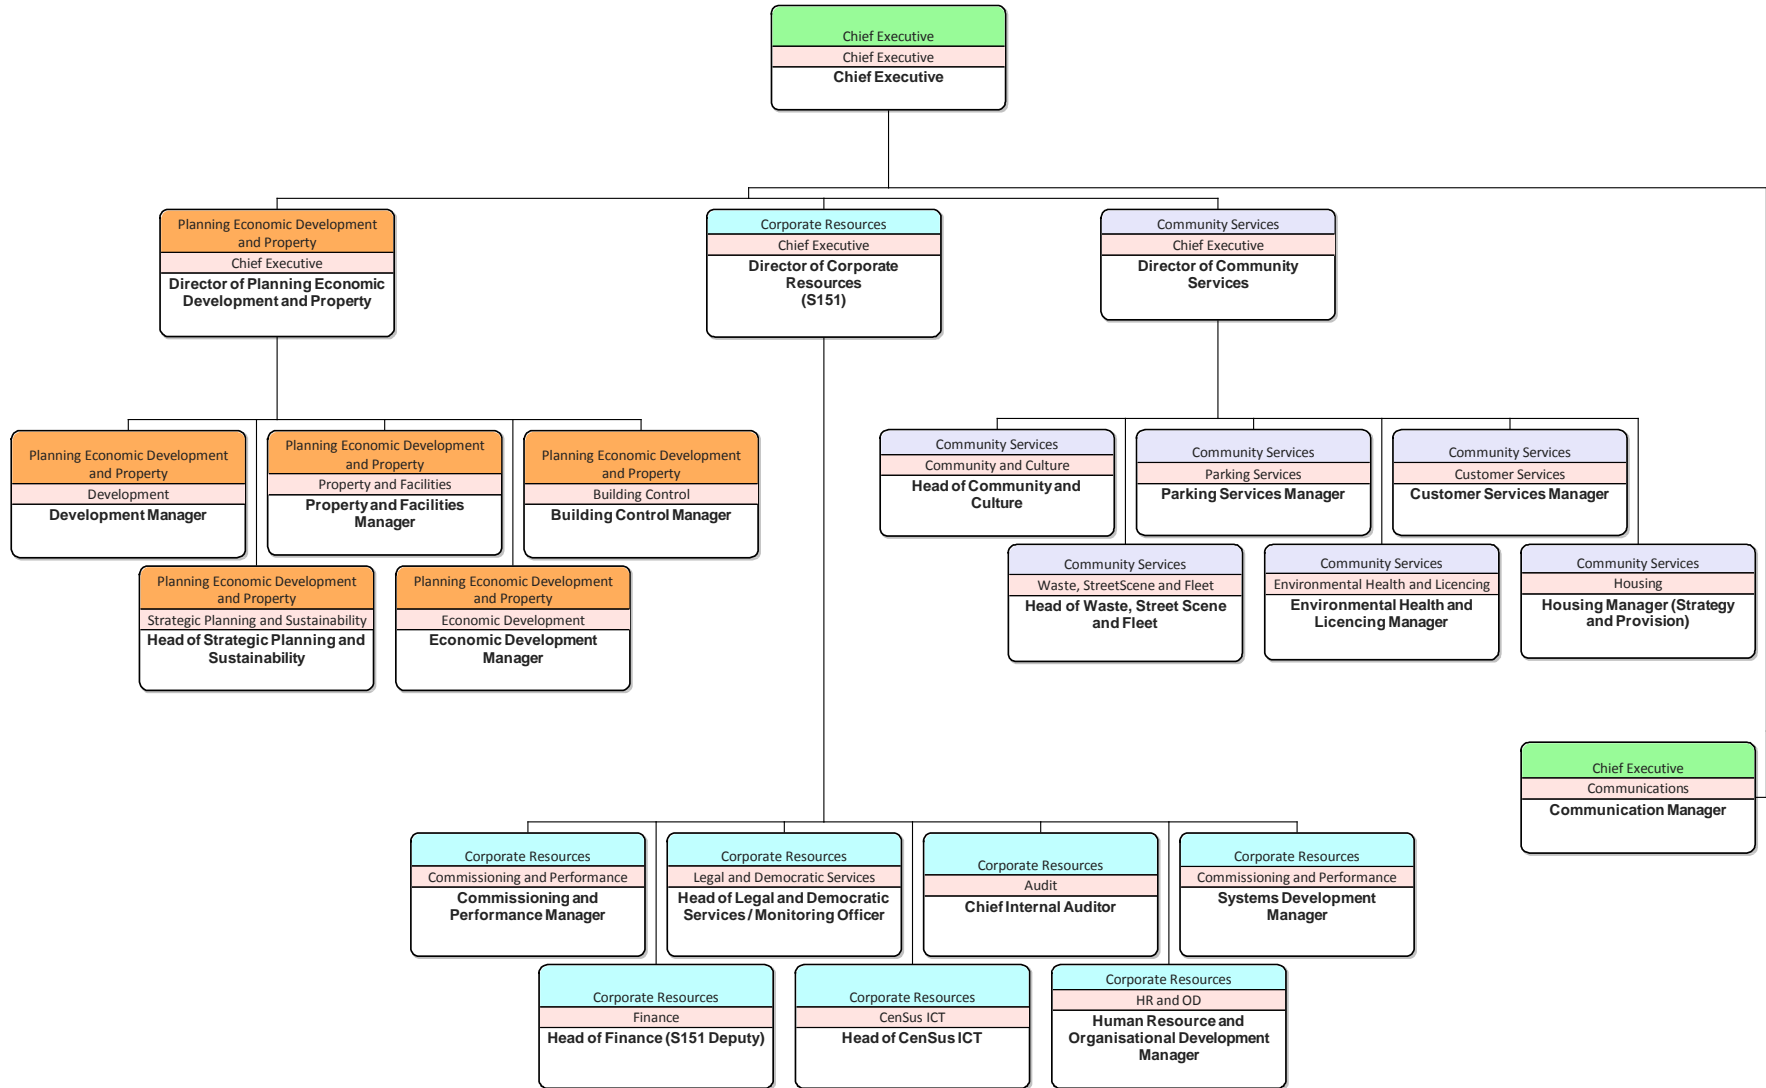 Chief Executive
Chief Executive
Chief Executive
Planning Economic Development
and Property
Chief Executive
Director of Planning Economic
Development and Property
Corporate Resources
Chief Executive
Director of Corporate
Resources
(S151)
Community Services
Chief Executive
Director of Community
Services
Planning Economic Development
and Property
Development
Development Manager
Planning Economic Development
and Property
Property and Facilities
Property and Facilities
Manager
Planning Economic Development
and Property
Building Control
Building Control Manager
Community Services
Community and Culture
Head of Community and
Culture
Community Services
Parking Services
Parking Services Manager
Community Services
Customer Services
Customer Services Manager
Planning Economic Development
and Property
Strategic Planning and Sustainability
Head of Strategic Planning and
Sustainability
Planning Economic Development
and Property
Economic Development
Economic Development
Manager
Community Services
Waste, StreetScene and Fleet
Head of Waste, Street Scene
and Fleet
Community Services
Environmental Health and Licencing
Environmental Health and
Licencing Manager
Community Services
Housing
Housing Manager (Strategy
and Provision)
Chief Executive
Communications
Communication Manager
Corporate Resources
Commissioning and Performance
Commissioning and
Performance Manager
Corporate Resources
Legal and Democratic Services
Head of Legal and Democratic
Services / Monitoring Officer
Corporate Resources
Audit
Chief Internal Auditor
Corporate Resources
Commissioning and Performance
Systems Development
Manager
Corporate Resources
Finance
Head of Finance (S151 Deputy)
Corporate Resources
CenSus ICT
Head of CenSus ICT
Corporate Resources
HR and OD
Human Resource and
Organisational Development
Manager